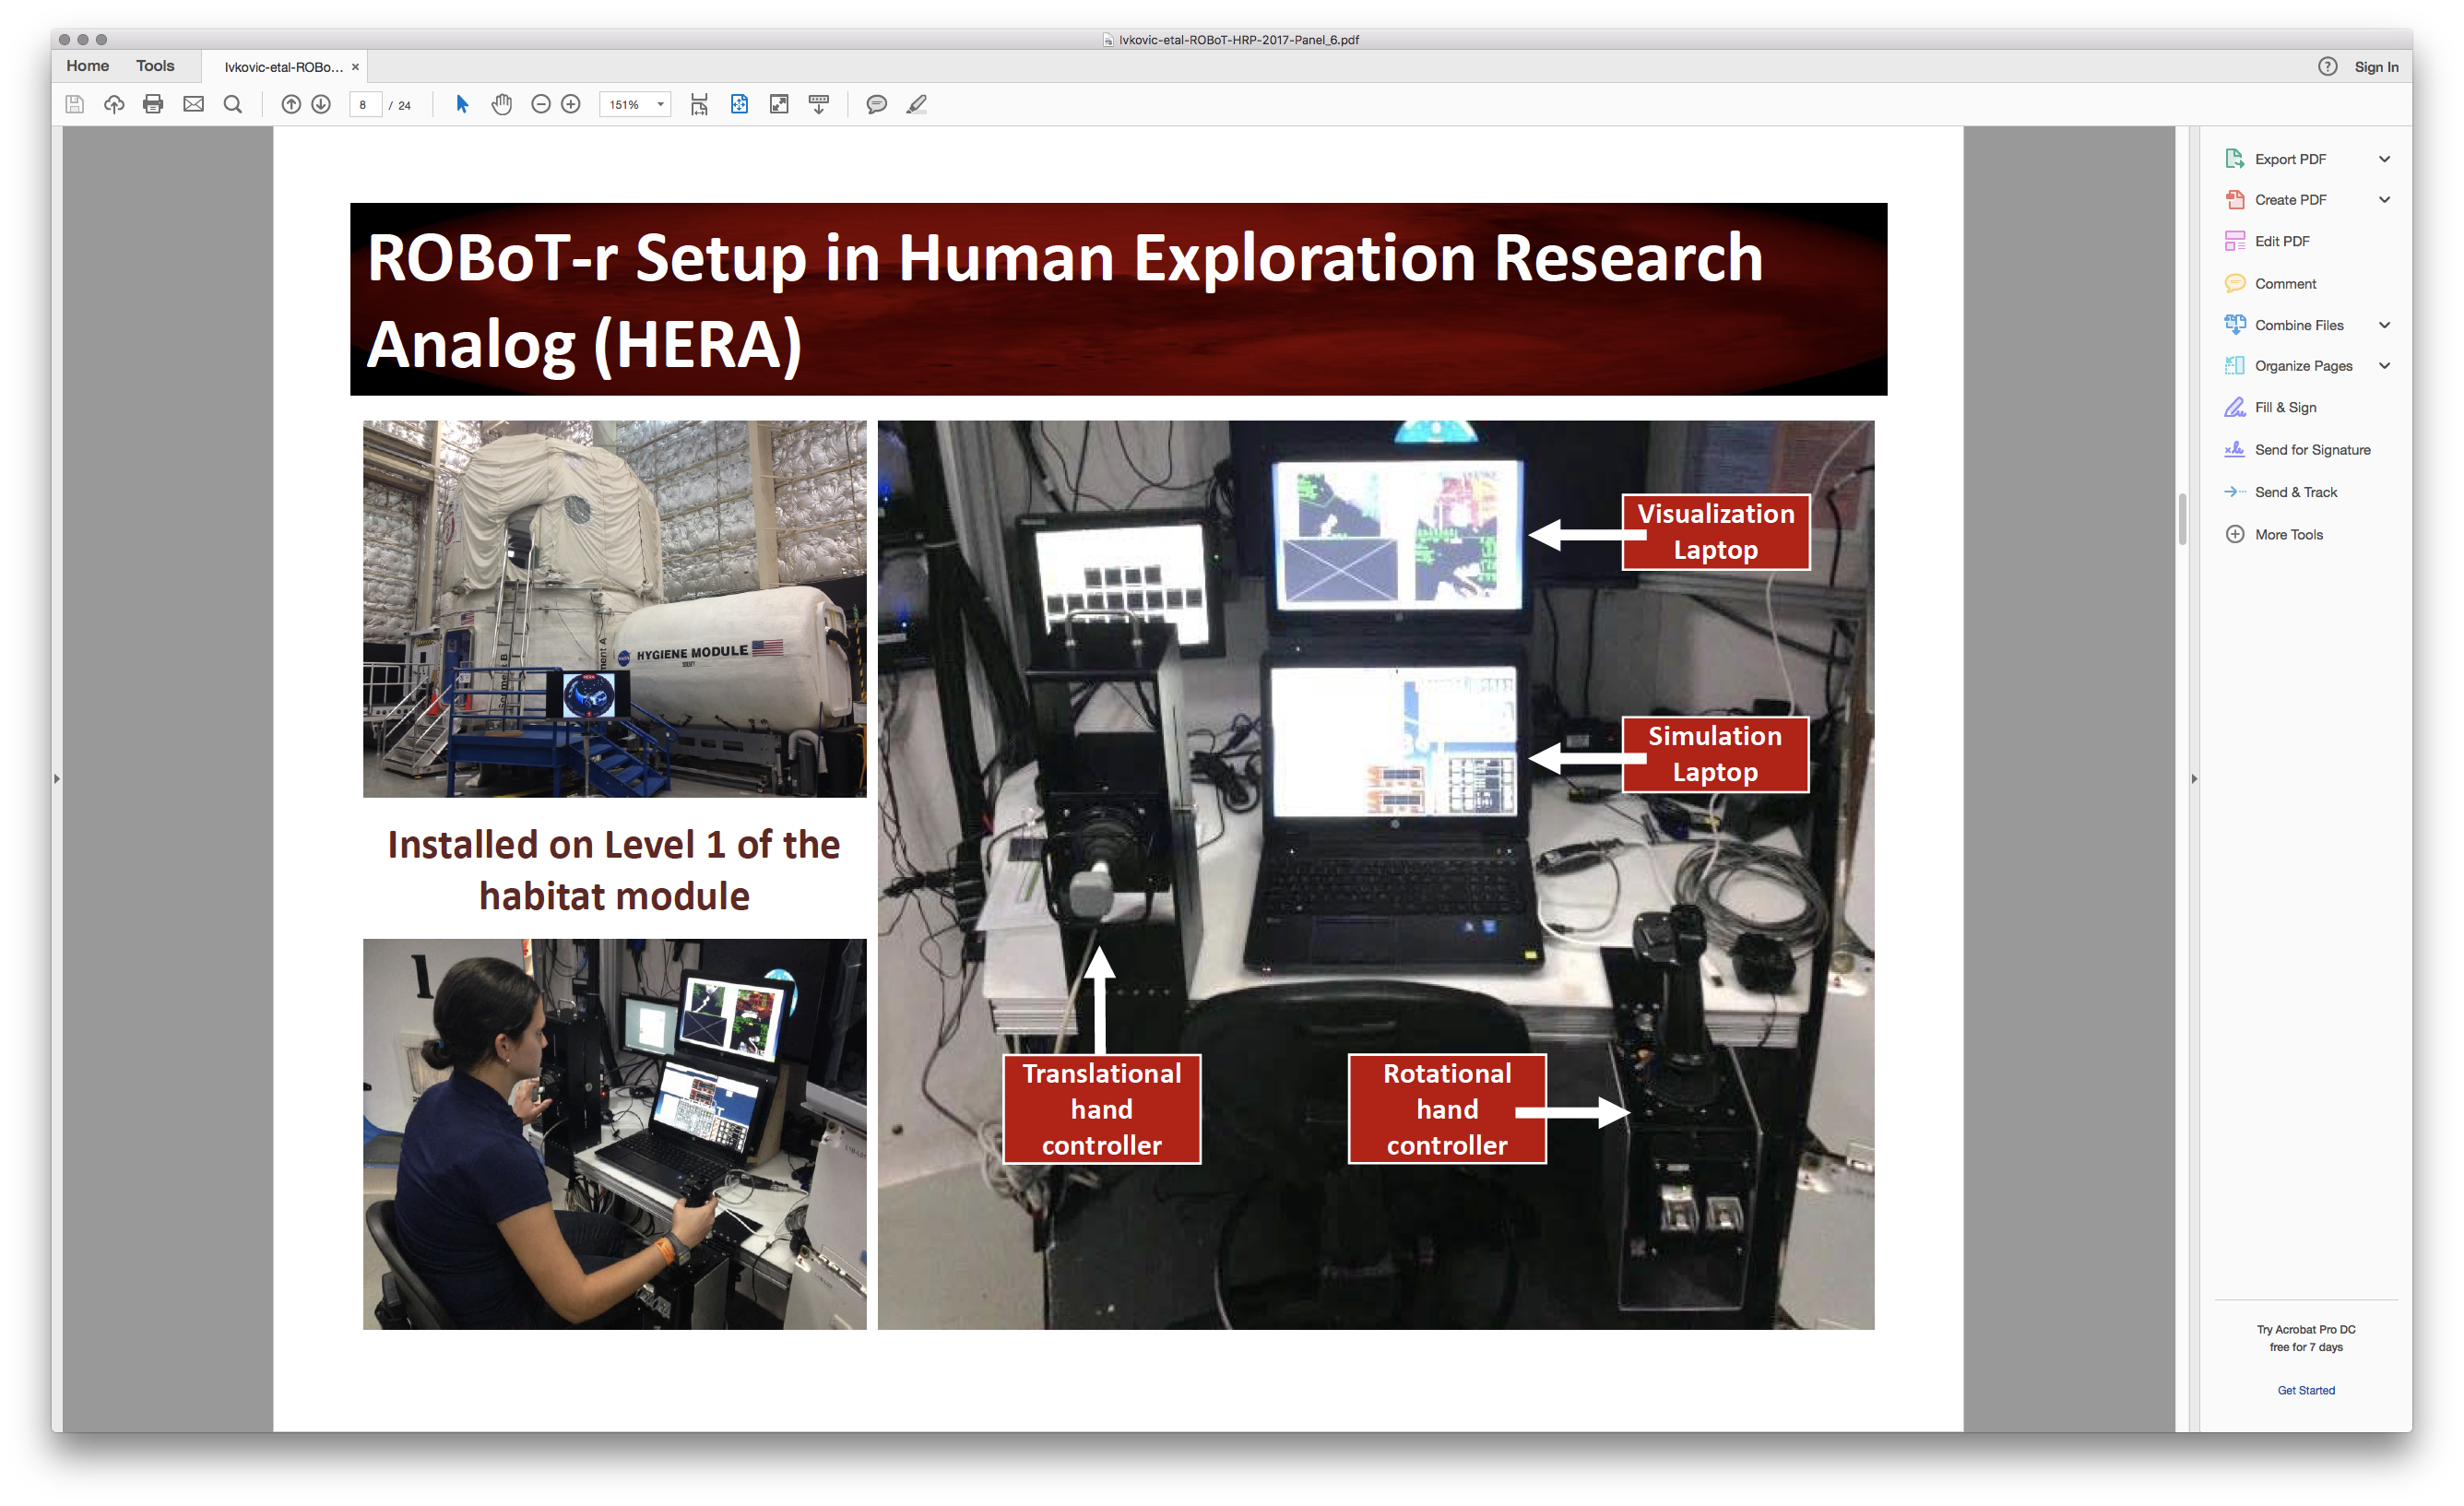 Ivkovic-etal-ROBoT-HRP-2017-Panel_6.pdf
Home Tools Ivkovic-etal-ROBo... × ? Sign In
8 / 24 151%
ROBoT-r Setup in Human Exploration Research
Analog (HERA)
HYGIENE MODULE
Installed on Level 1 of the
habitat module
1
Visualization
Laptop
Simulation
Laptop
Translational
hand
controller
Rotational
hand
controller
Export PDF
Create PDF
Edit PDF
Comment
Combine Files
Organize Pages
Fill & Sign
Send for Signature
Send & Track
More Tools
Try Acrobat Pro DC
free for 7 days
Get Started